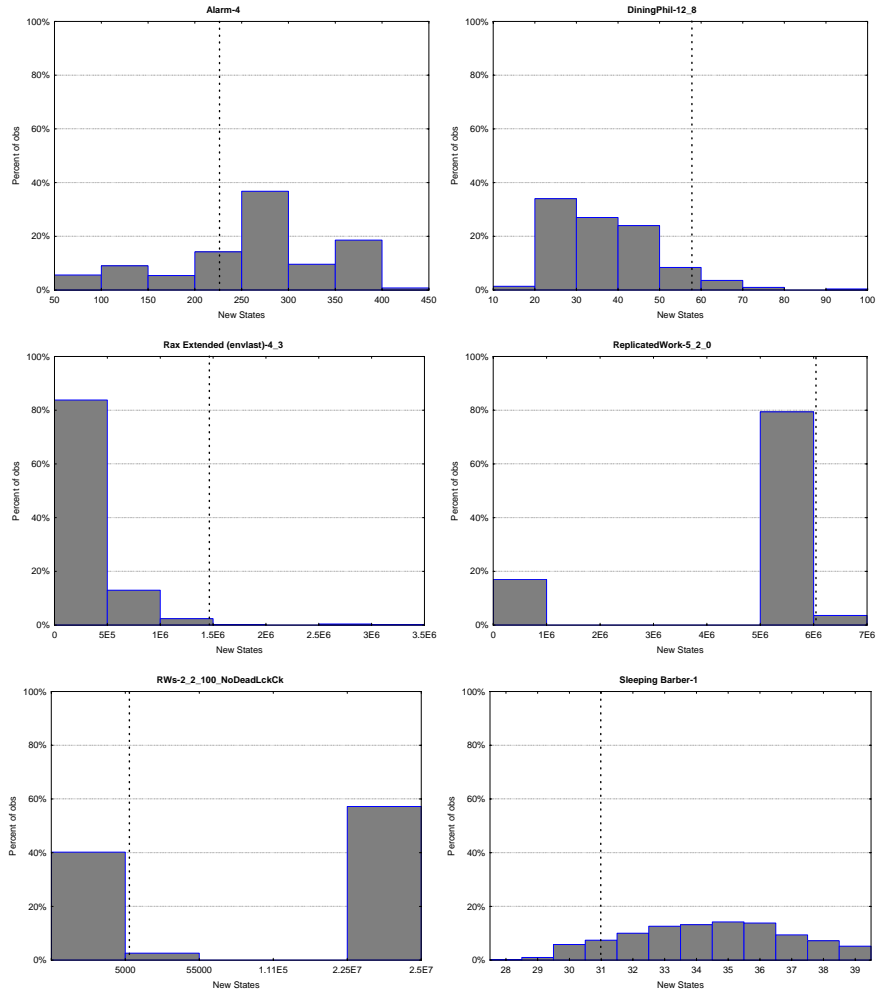 Alarm-4
100%
80%
60%
40%
20%
0%
Percent of obs
50 100 150 200 250 300 350 400 450
New States
DiningPhil-12_8
100%
80%
60%
40%
20%
0%
Percent of obs
10 20 30 40 50 60 70 80 90 100
New States
Rax Extended (envlast)-4_3
100%
80%
60%
40%
20%
0%
Percent of obs
0 5E5 1E6 1.5E6 2E6 2.5E6 3E6 3.5E6
New States
ReplicatedWork-5_2_0
100%
80%
60%
40%
20%
0%
Percent of obs
0 1E6 2E6 3E6 4E6 5E6 6E6 7E6
New States
RWs-2_2_100_NoDeadLckCk
100%
80%
60%
40%
20%
0%
Percent of obs
5000 55000 1.11E5 2.25E7 2.5E7
New States
Sleeping Barber-1
100%
80%
60%
40%
20%
0%
Percent of obs
28 29 30 31 32 33 34 35 36 37 38 39
New States